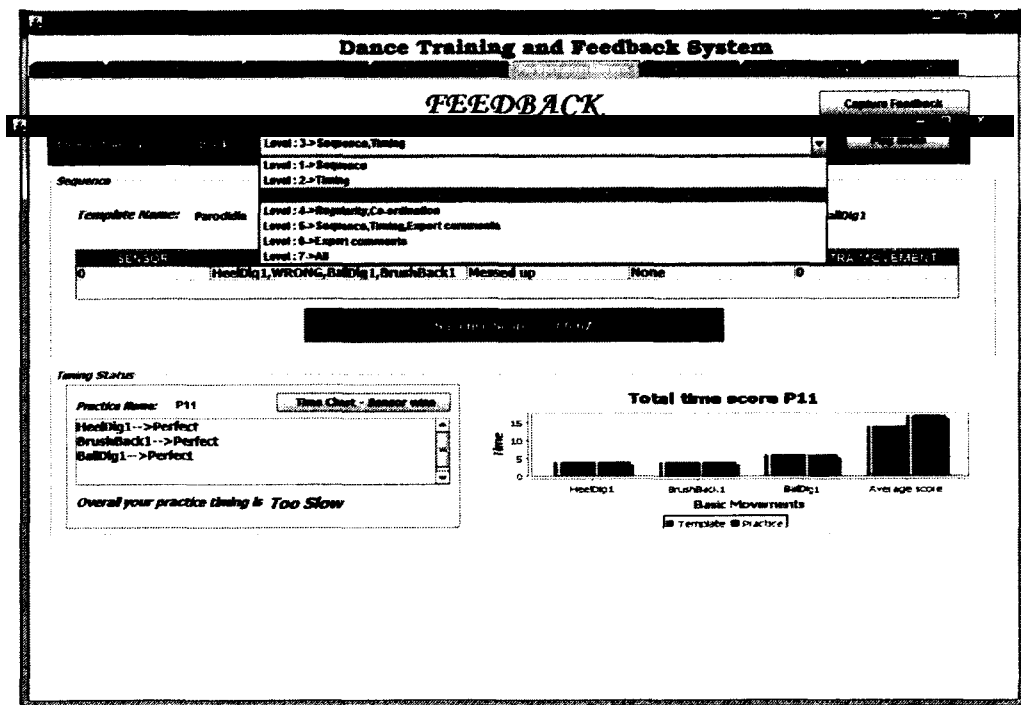 Dance Training and Feedback System
FEEDBACK
Capture Feedback
Level : 3->Sequence,Timing
Level : 1->Sequence
Level : 2->Timing
Level : 4->Regularity,Co-ordination
Level : 5->Sequence,Timing,Expert comments
Level : 6->Expert comments
Level : 7->All
Sequence
Template Name: Parodidle
SENSOR
TRA MOVEMENT
0 HeelDig1,WRONG,BallDig1,BrushBack1 Messed up None 0
Timing Status
Practice Name: P11 Time Chart - Sensor wise
HeelDig1-->Perfect
BrushBack1-->Perfect
BallDig1-->Perfect
Overall your practice timing is Too Slow
Total time score P11
Time
15
10
5
0
HeelDig1 BrushBack1 BallDig1 Average score
Basic Movements
Template Practice